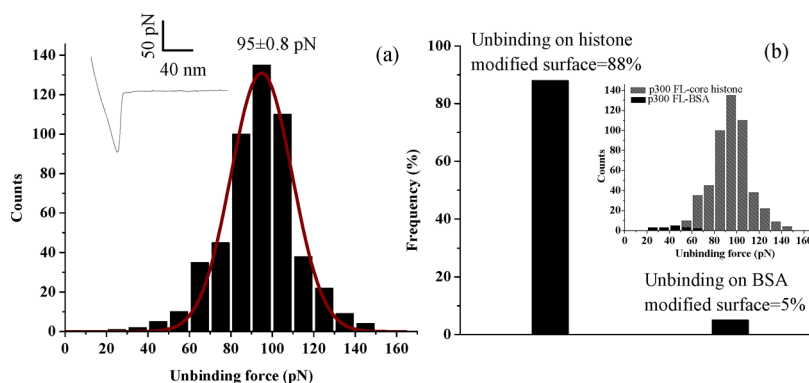 50 pN
40 nm
95±0.8 pN
(a)
140
120
100
80
60
40
20
0
Counts
0 20 40 60 80 100 120 140 160
Unbinding force (pN)
100
80
60
40
20
0
Frequency (%)
Unbinding on histone
modified surface=88%
(b)
p300 FL-core histone
p300 FL-BSA
140
120
100
80
60
40
20
0
Counts
0 20 40 60 80 100 120 140 160
Unbinding force (pN)
Unbinding on BSA
modified surface=5%